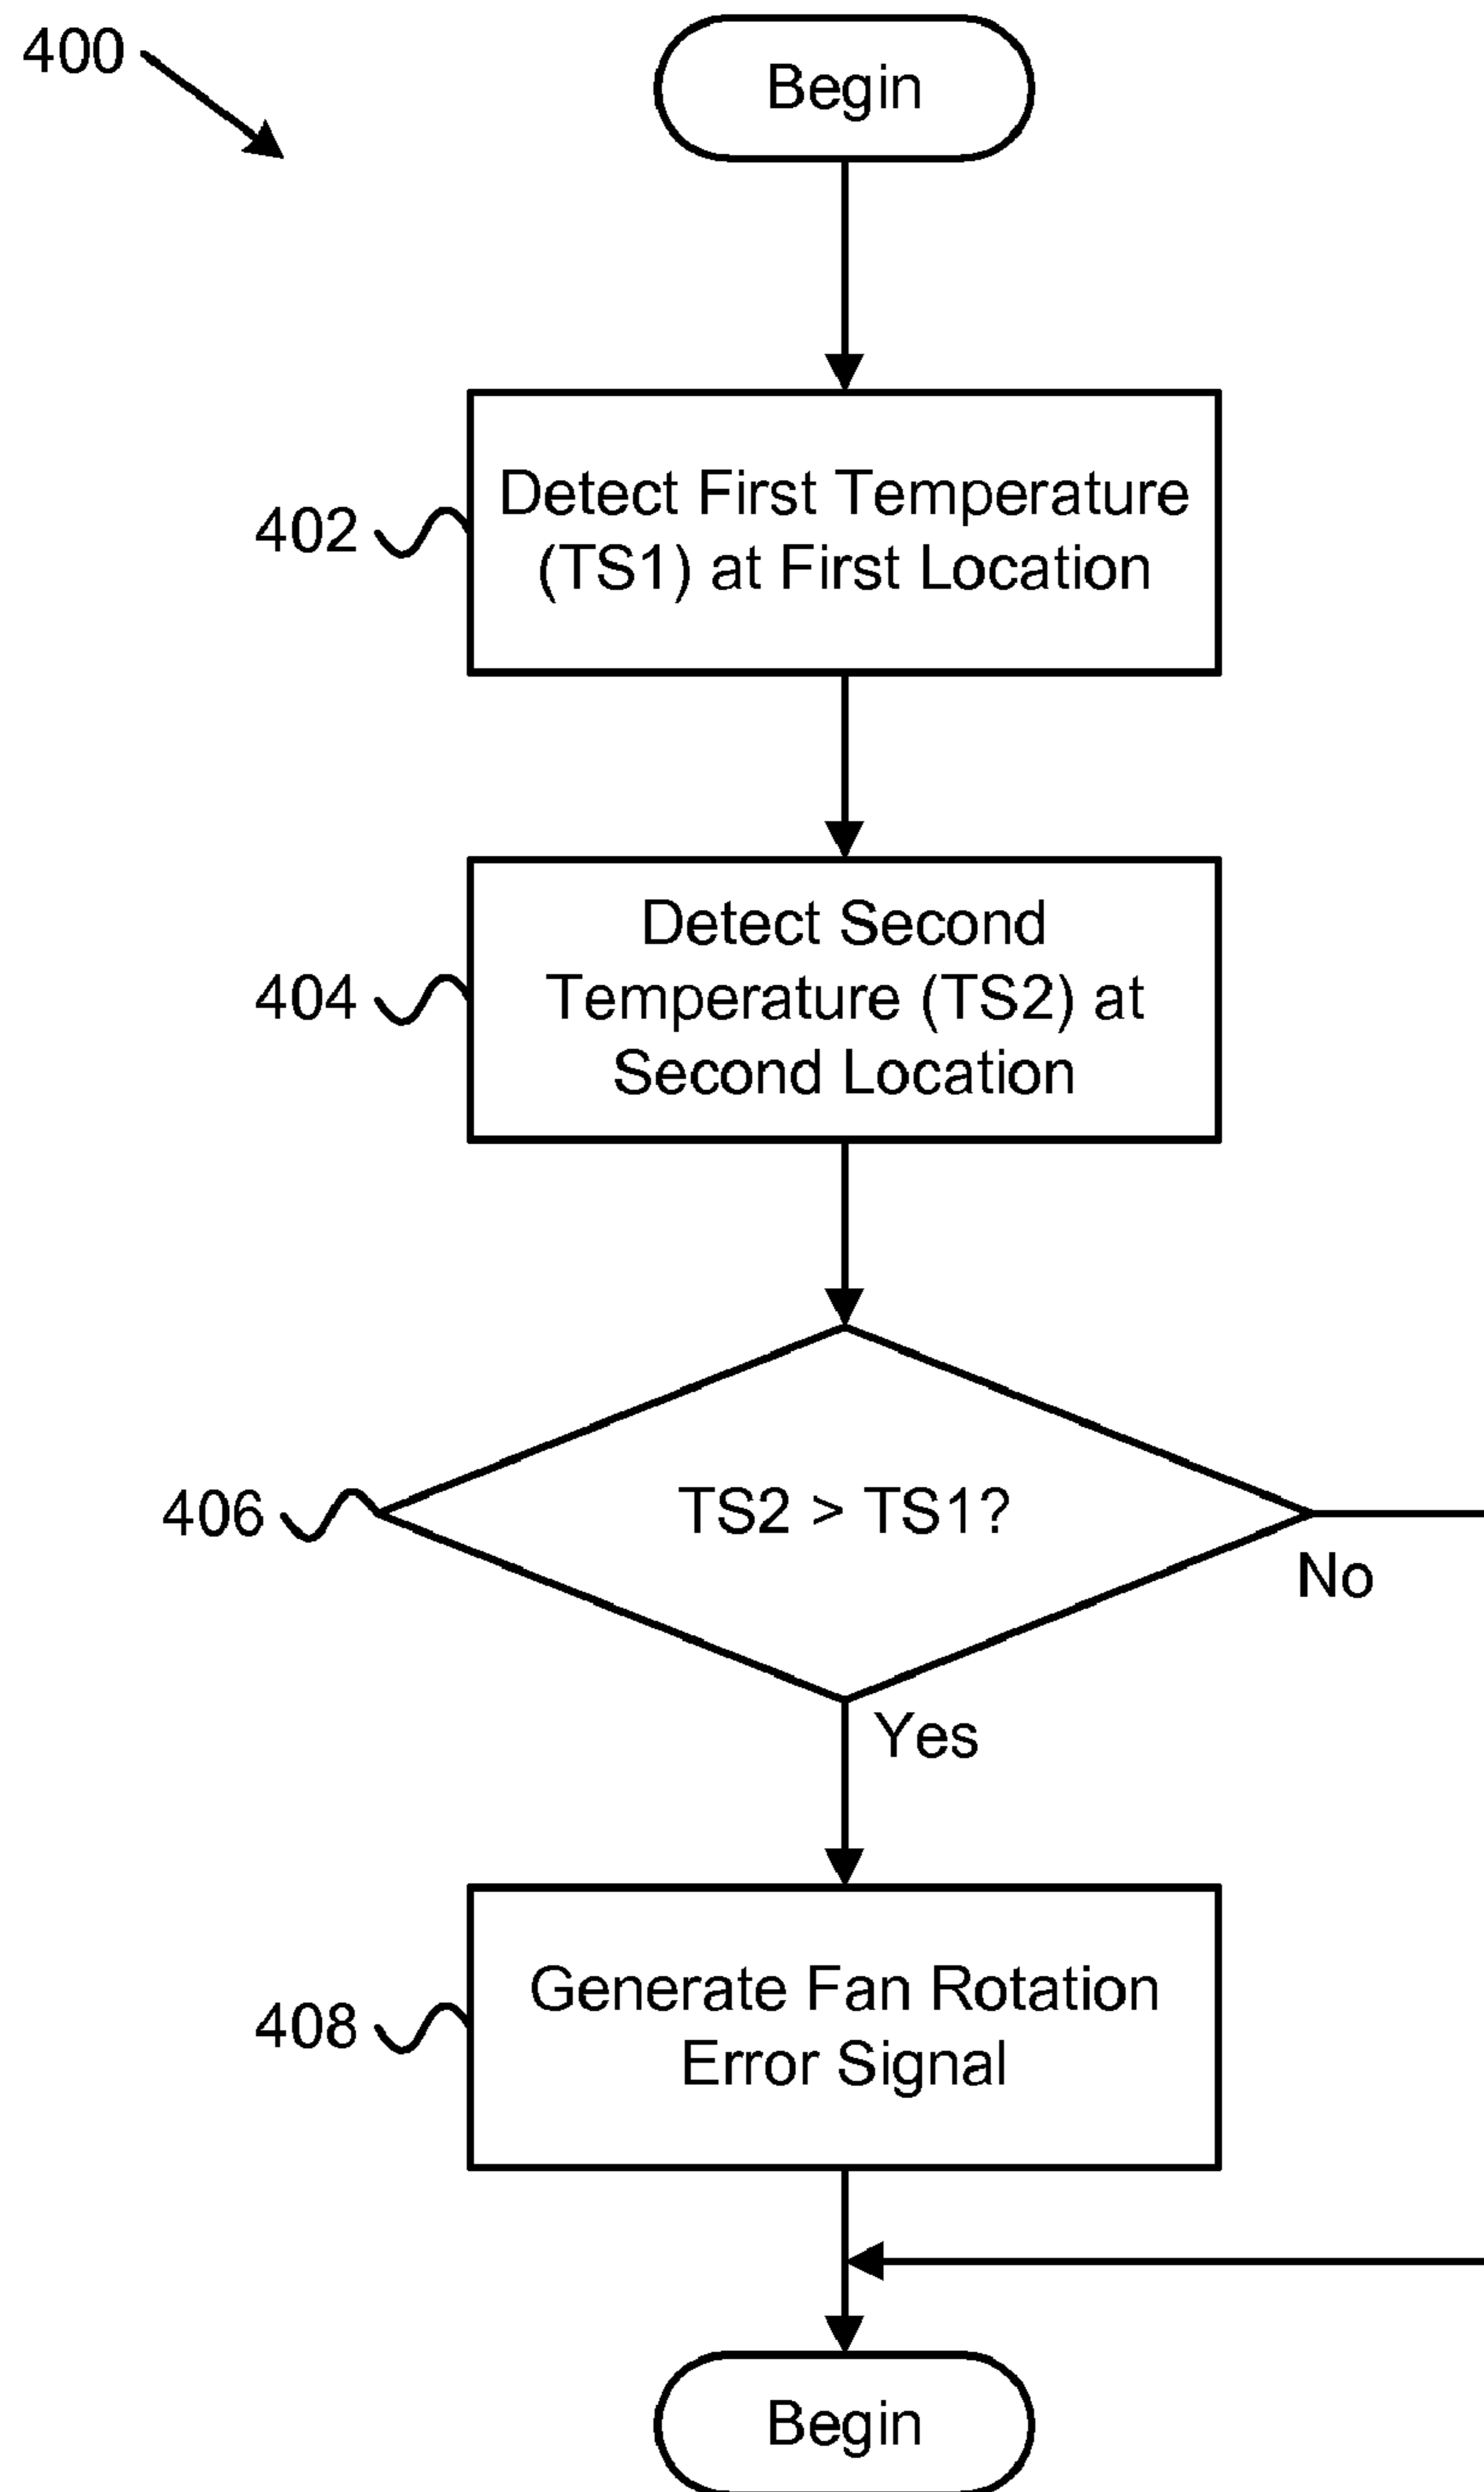 400
Begin
402
Detect First Temperature
(TS1) at First Location
404
Detect Second
Temperature (TS2) at
Second Location
406
TS2 > TS1?
No
Yes
408
Generate Fan Rotation
Error Signal
Begin